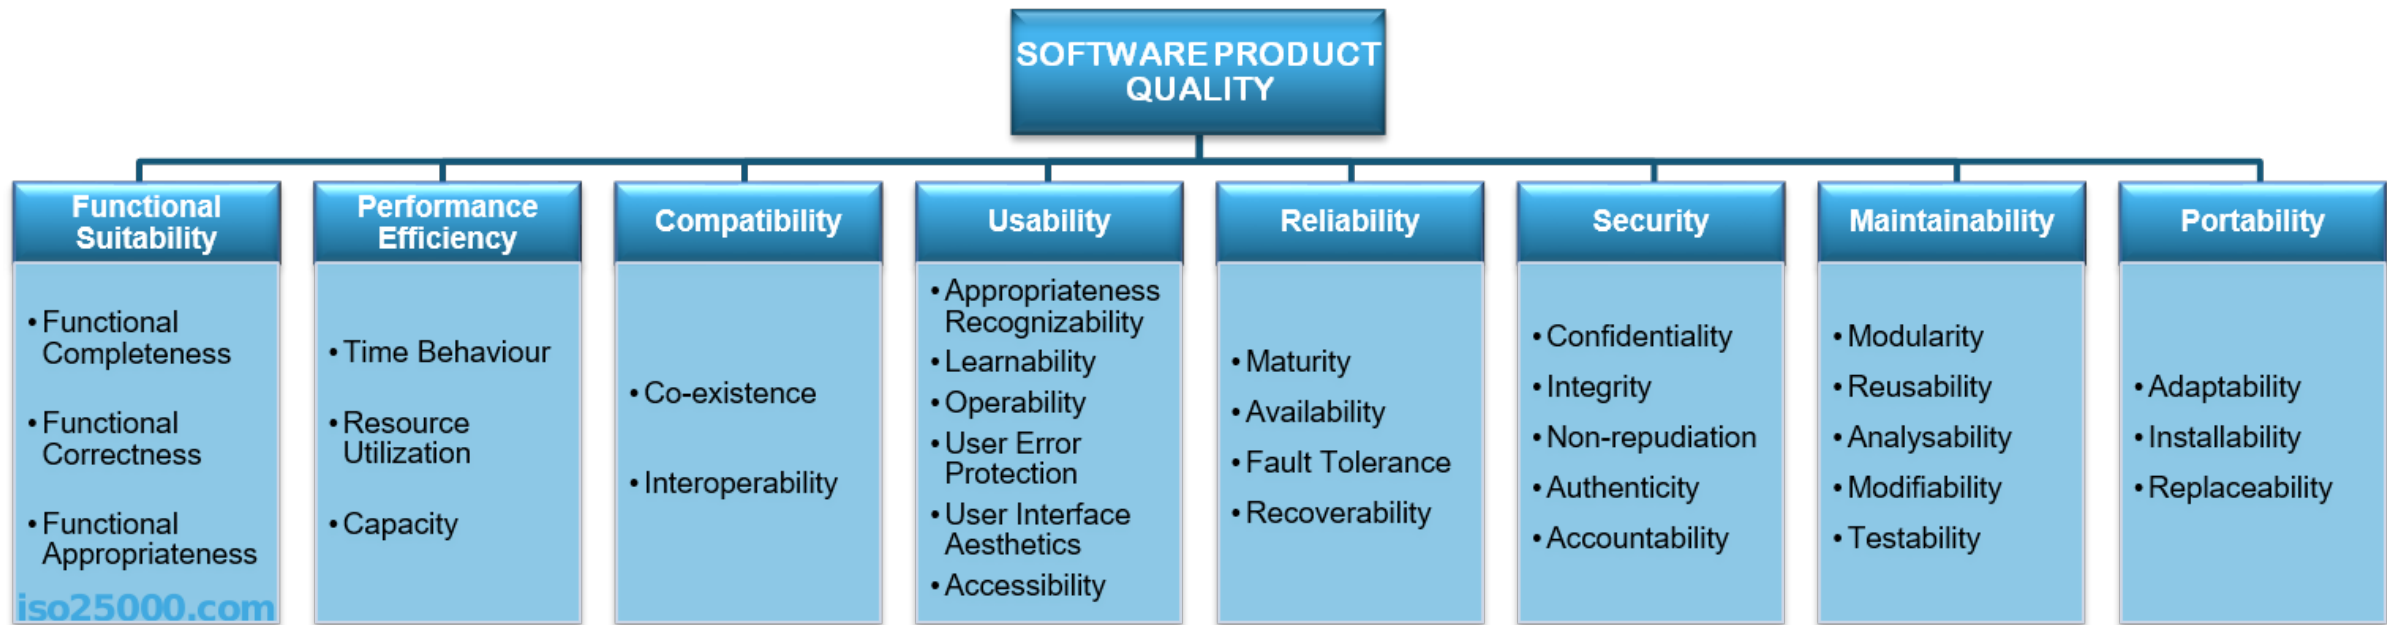 SOFTWARE PRODUCT
QUALITY
Functional
Suitability
• Functional
Completeness
• Functional
Correctness
• Functional
Appropriateness
iso25000.com
Performance
Efficiency
• Time Behaviour
• Resource
Utilization
• Capacity
Compatibility
• Co-existence
• Interoperability
Usability
• Appropriateness
Recognizability
• Learnability
• Operability
• User Error
Protection
• User Interface
Aesthetics
• Accessibility
Reliability
• Maturity
• Availability
• Fault Tolerance
• Recoverability
Security
• Confidentiality
• Integrity
• Non-repudiation
• Authenticity
• Accountability
Maintainability
• Modularity
• Reusability
• Analysability
• Modifiability
• Testability
Portability
• Adaptability
• Installability
• Replaceability